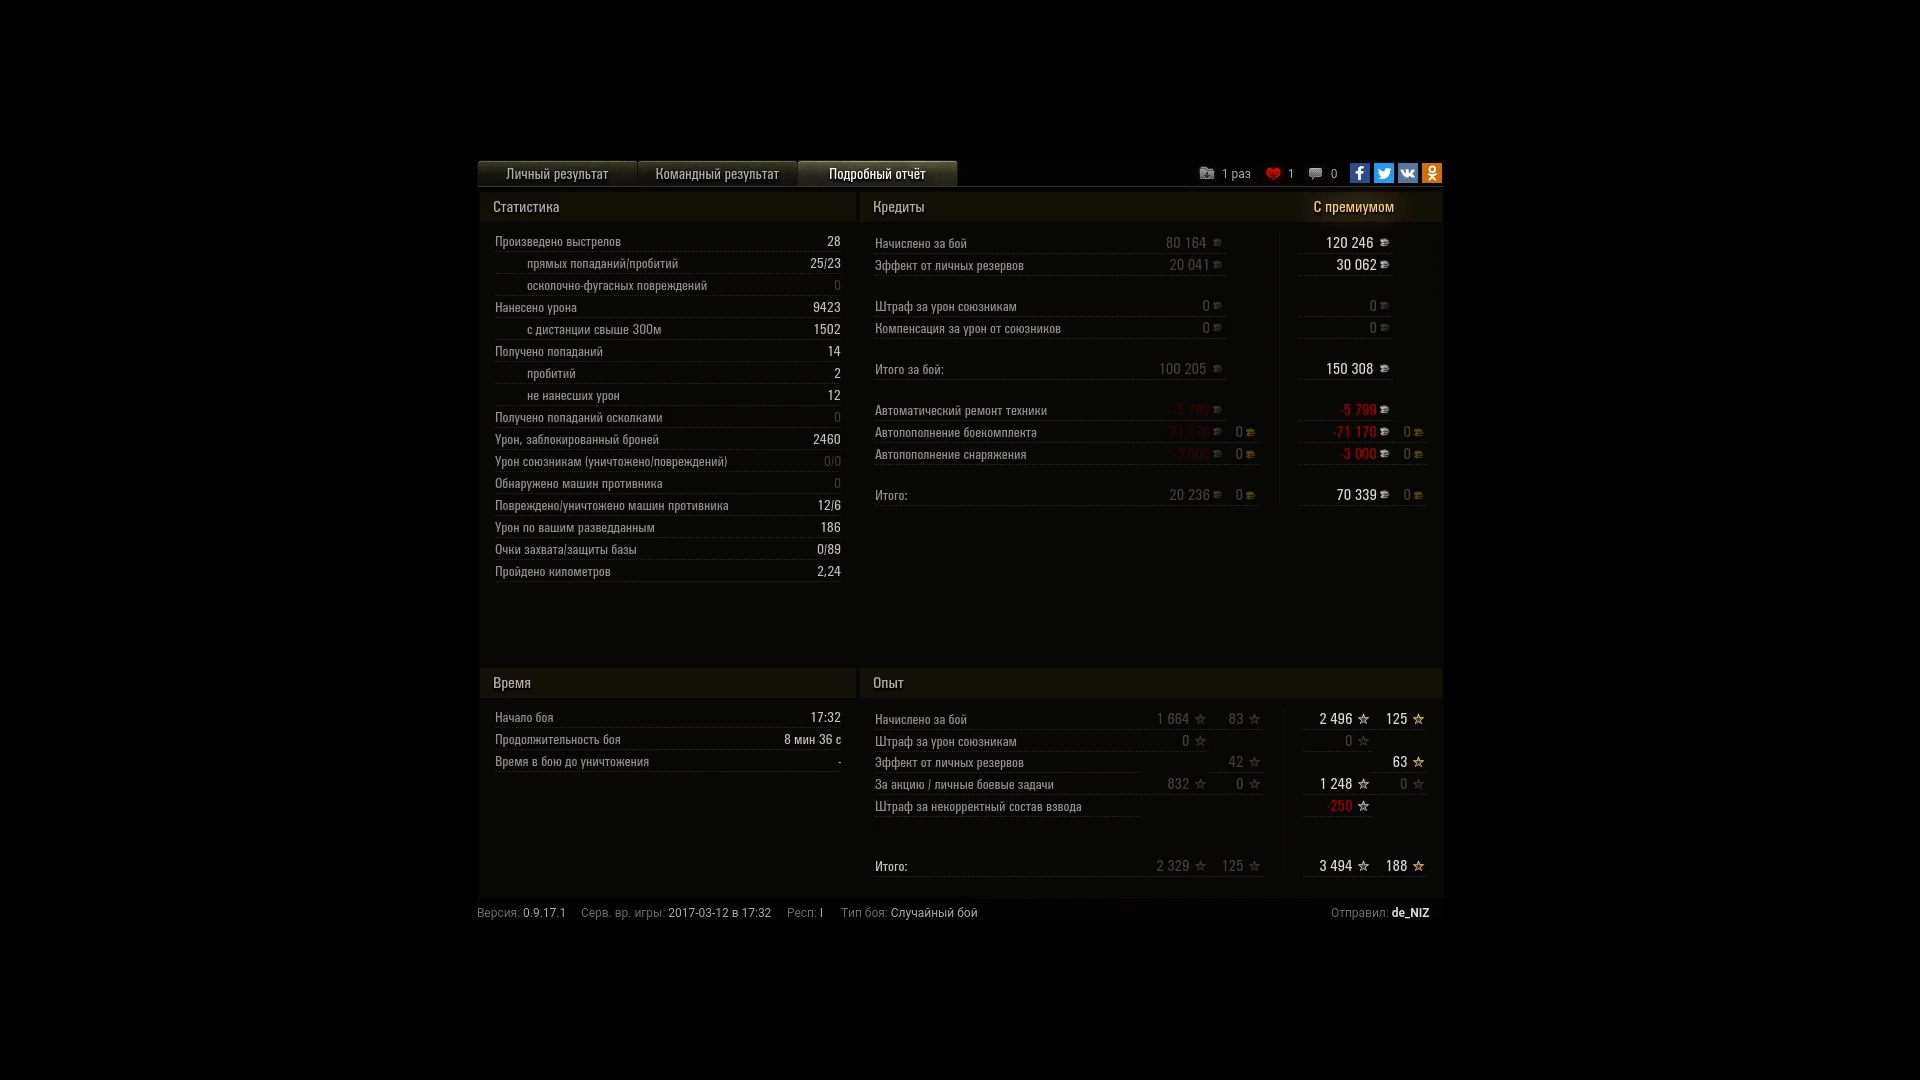 Личный результат Командный результат Подробный отчёт 1 раз 1 0
Статистика
Произведено выстрелов 28
прямых попаданий/пробитий 25/23
осколочно-фугасных повреждений 0
Нанесено урона 9423
с дистанции свыше 300м 1502
Получено попаданий 14
пробитий 2
не нанесших урон 12
Получено попаданий осколками 0
Урон, заблокированный броней 2460
Урон союзникам (уничтожено/повреждений) 0/0
Обнаружено машин противника 0
Повреждено/уничтожено машин противника 12/6
Урон по вашим разведданным 186
Очки захвата/защиты базы 0/89
Пройдено километров 2,24
Кредиты С премиумом
Начислено за бой 80 164 120 246
Эффект от личных резервов 20 041 30 062
Штраф за урон союзникам 0 0
Компенсация за урон от союзников 0 0
Итого за бой: 100 205 150 308
Автоматический ремонт техники -5 799 -5 799
Автопополнение боекомплекта -71 170 0 -71 170 0
Автопополнение снаряжения -3 000 0 -3 000 0
Итого: 20 236 0 70 339 0
Время
Начало боя 17:32
Продолжительность боя 8 мин 36 с
Время в бою до уничтожения -
Опыт
Начислено за бой 1 664 83 2 496 125
Штраф за урон союзникам 0 0
Эффект от личных резервов 42 63
За акцию / личные боевые задачи 832 0 1 248 0
Штраф за некорректный состав взвода -250
Итого: 2 329 125 3 494 188
Версия: 0.9.17.1 Серв. вр. игры: 2017-03-12 в 17:32 Респ: I Тип боя: Случайный бой Отправил: de_NIZ